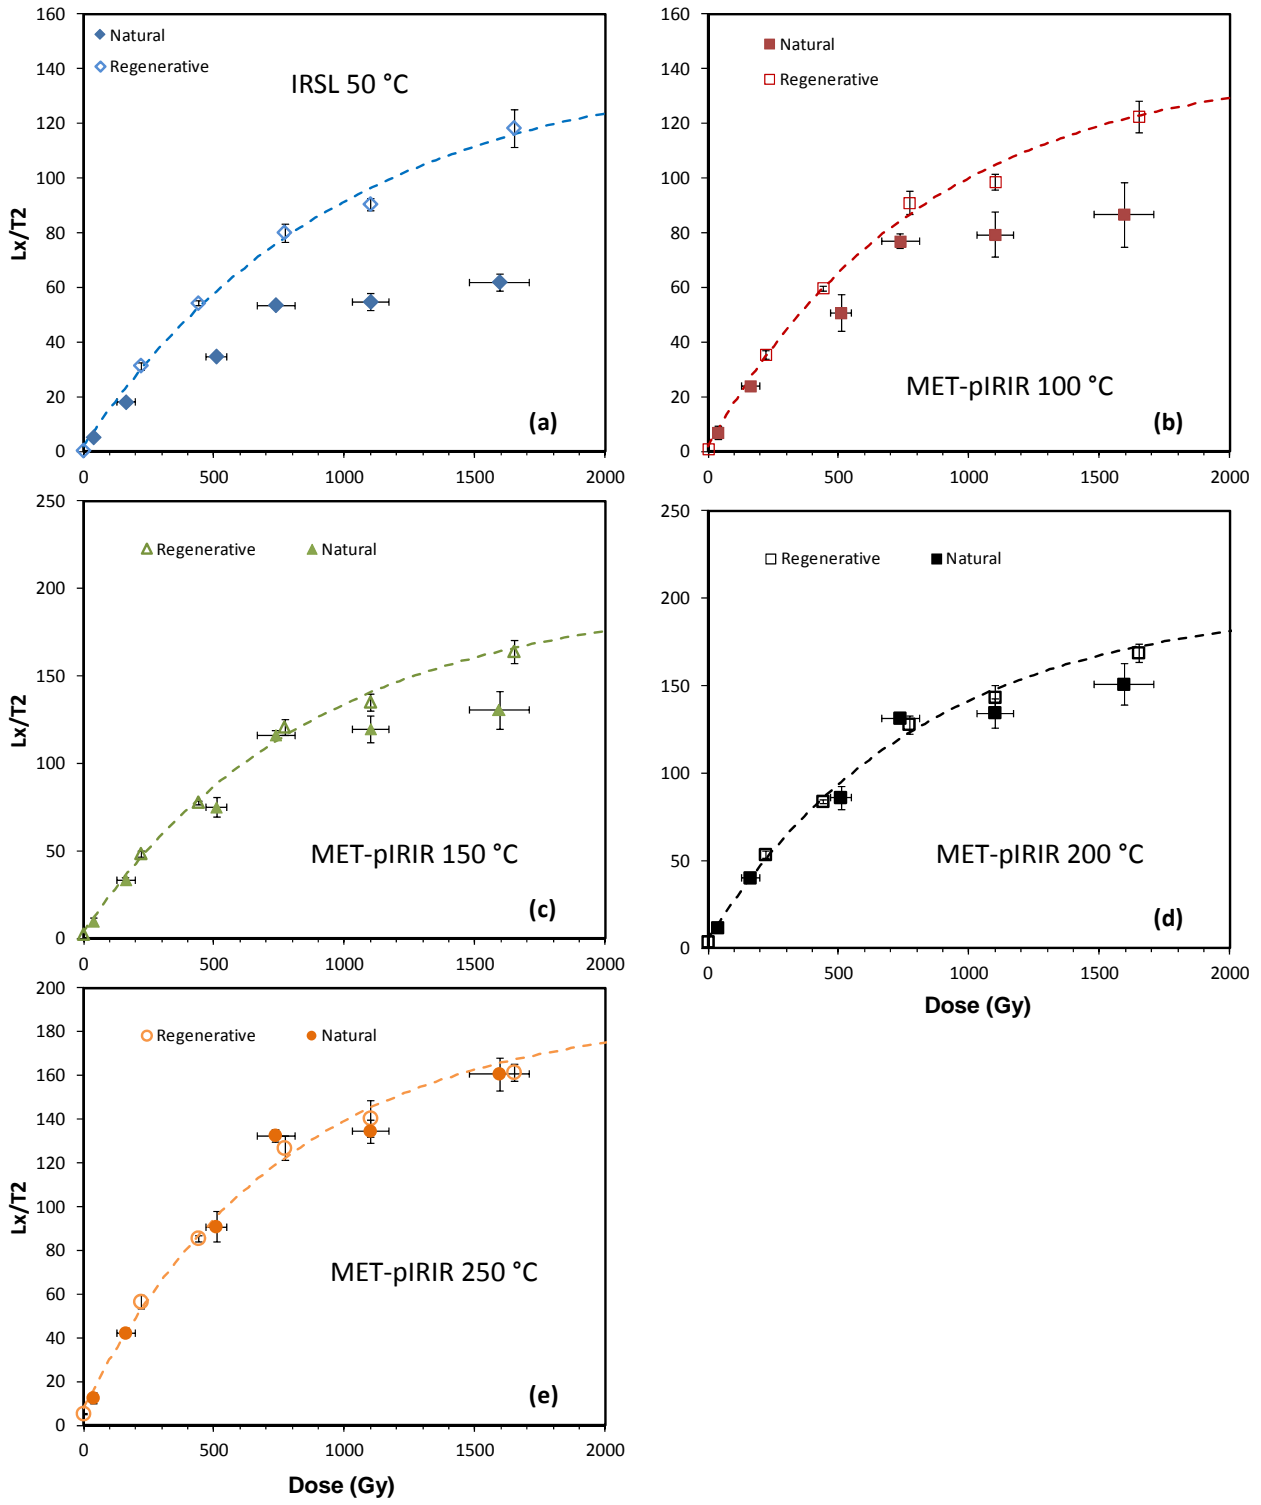 160
140
120
100
80
60
40
20
0
Lx/T2
Natural
Regenerative
IRSL 50 °C
(a)
0 500 1000 1500 2000
160
140
120
100
80
60
40
20
0
Natural
Regenerative
MET-pIRIR 100 °C
(b)
0 500 1000 1500 2000
250
200
150
100
50
0
Lx/T2
Regenerative Natural
MET-pIRIR 150 °C
(c)
0 500 1000 1500 2000
250
200
150
100
50
0
Regenerative Natural
MET-pIRIR 200 °C
(d)
0 500 1000 1500 2000
Dose (Gy)
200
180
160
140
120
100
80
60
40
20
0
Lx/T2
Regenerative Natural
MET-pIRIR 250 °C
(e)
0 500 1000 1500 2000
Dose (Gy)